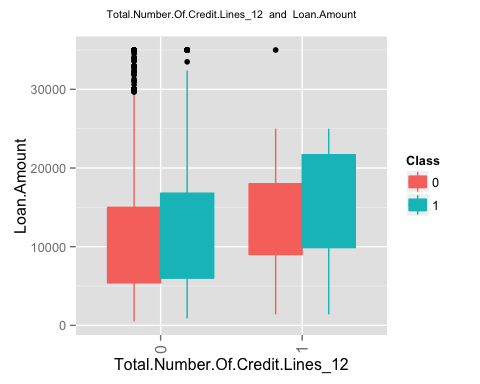 Total.Number.Of.Credit.Lines_12 and Loan.Amount
Loan.Amount
30000
20000
10000
0
0
1
Total.Number.Of.Credit.Lines_12
Class
0
1